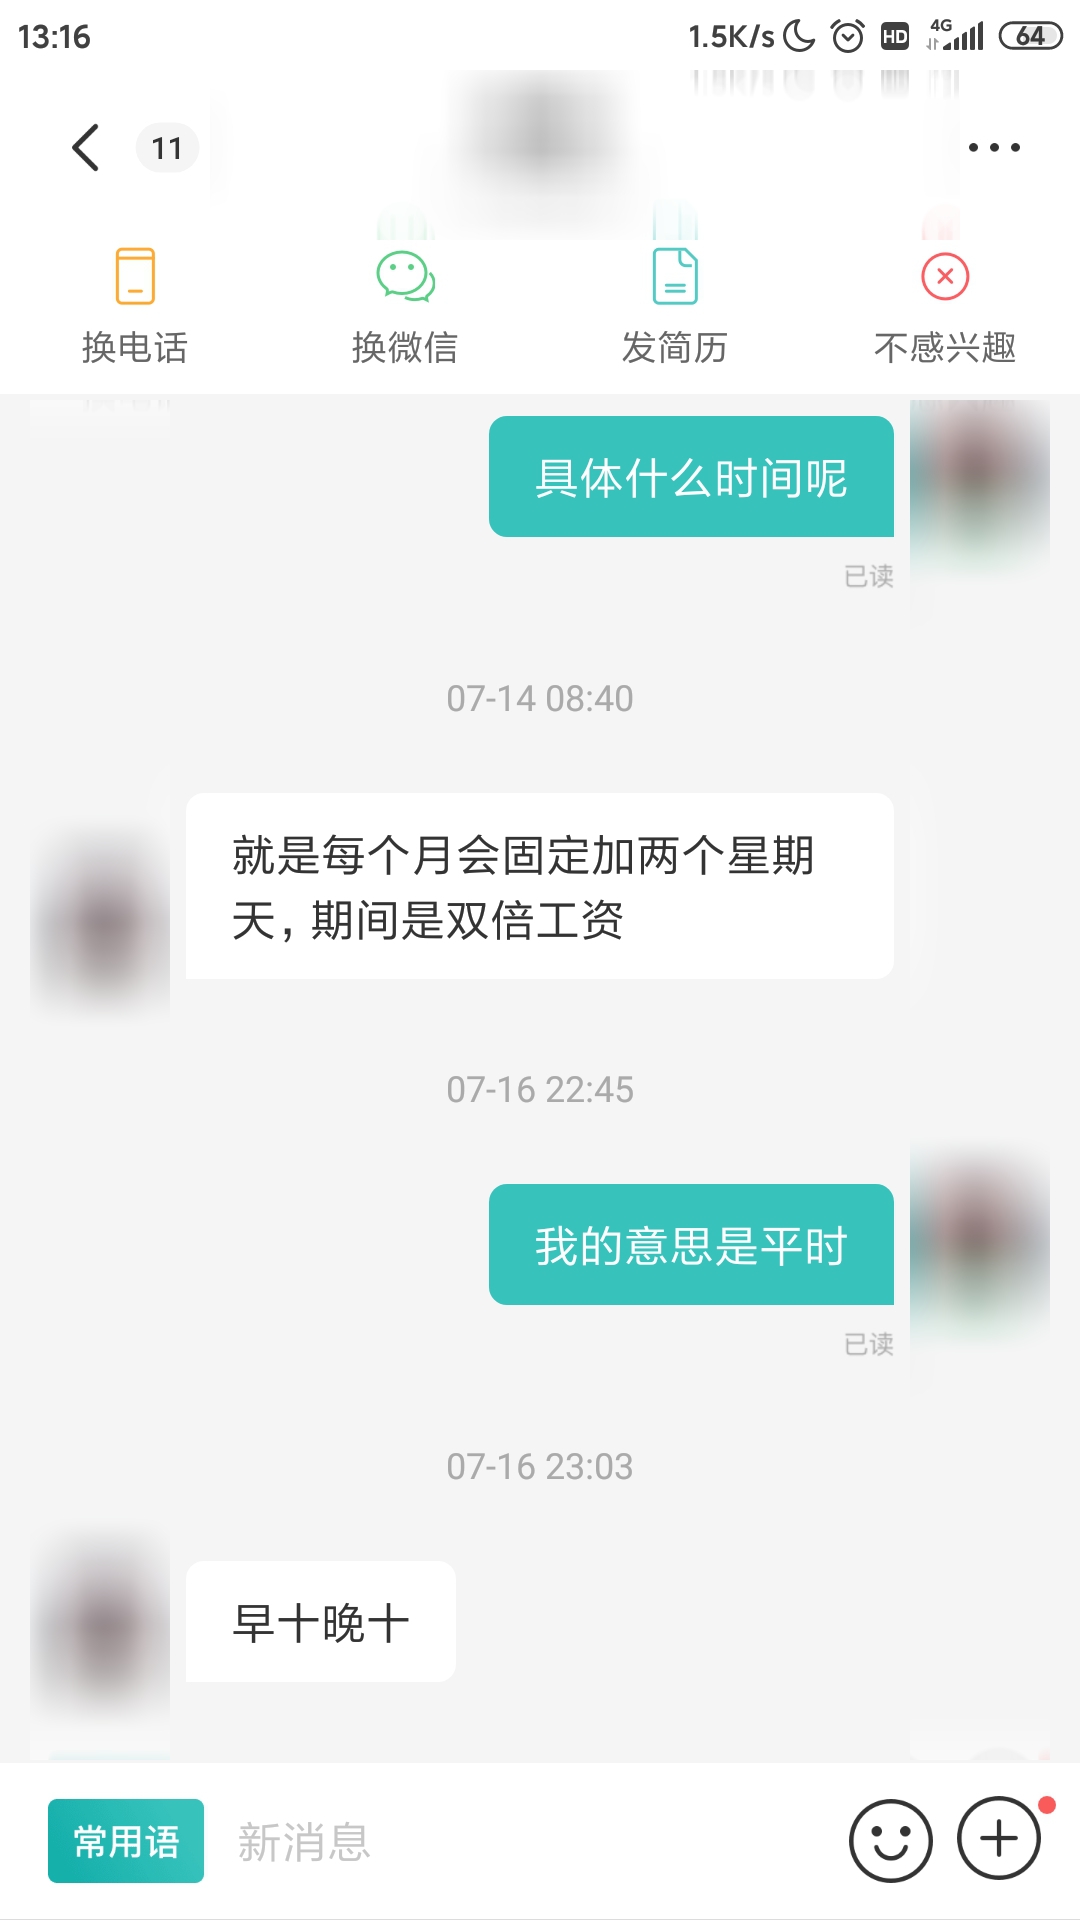 13:16
1.5K/s
HD
4G
64
11
换电话
换微信
发简历
不感兴趣
具体什么时间呢
已读
07-14 08:40
就是每个月会固定加两个星期
天，期间是双倍工资
07-16 22:45
我的意思是平时
已读
07-16 23:03
早十晚十
常用语
新消息